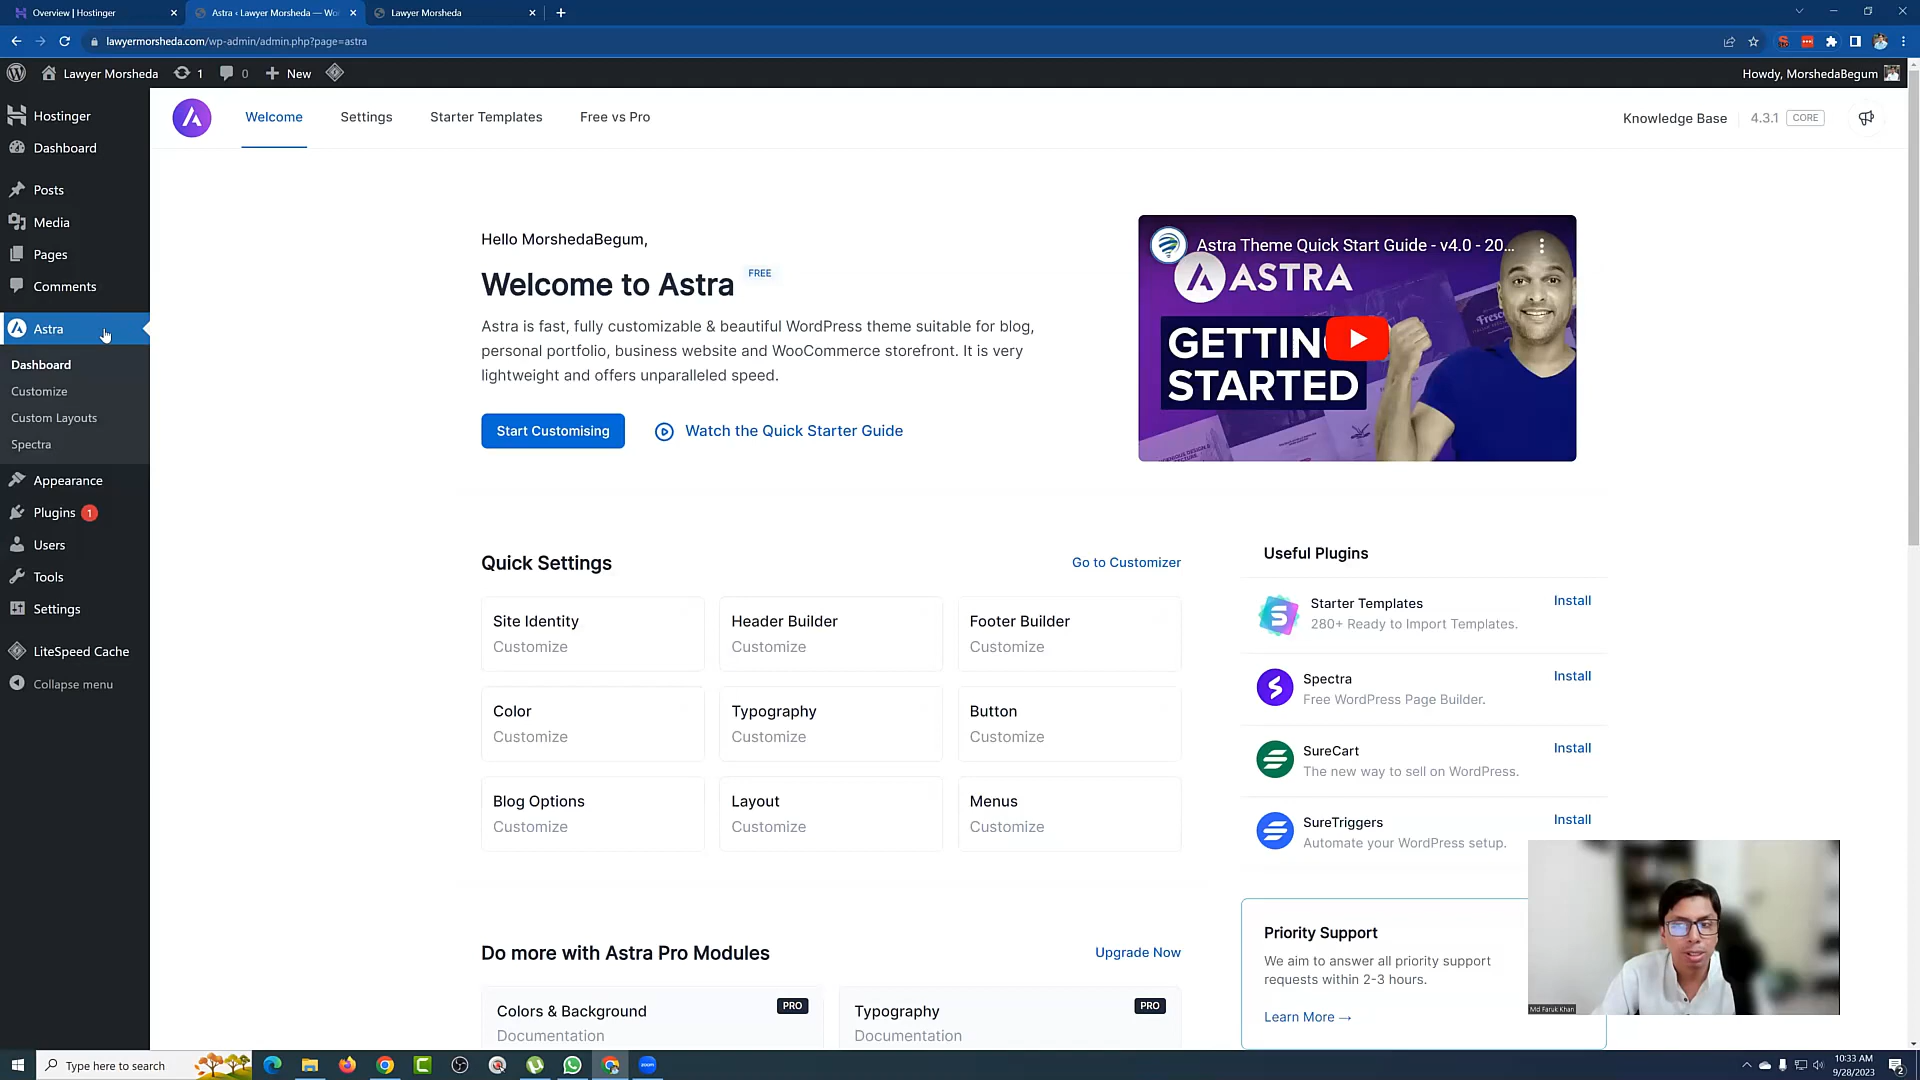 Overview | Hostinger
Astra ‹ Lawyer Morsheda — Wo
Lawyer Morsheda
lawyermorsheda.com/wp-admin/admin.php?page=astra
Lawyer Morsheda
1
0
New
Howdy, MorshedaBegum
Hostinger
Dashboard
Posts
Media
Pages
Comments
Astra
Dashboard
Customize
Custom Layouts
Spectra
Appearance
Plugins 1
Users
Tools
Settings
LiteSpeed Cache
Collapse menu
Welcome
Settings
Starter Templates
Free vs Pro
Knowledge Base
4.3.1 CORE
Hello MorshedaBegum,
Welcome to Astra FREE
Astra is fast, fully customizable & beautiful WordPress theme suitable for blog,
personal portfolio, business website and WooCommerce storefront. It is very
lightweight and offers unparalleled speed.
Start Customising
Watch the Quick Starter Guide
Astra Theme Quick Start Guide - v4.0 - 20...
ASTRA
GETTIN
STARTED
Quick Settings
Go to Customizer
Site Identity
Customize
Header Builder
Customize
Footer Builder
Customize
Color
Customize
Typography
Customize
Button
Customize
Blog Options
Customize
Layout
Customize
Menus
Customize
Useful Plugins
Starter Templates
280+ Ready to Import Templates.
Install
Spectra
Free WordPress Page Builder.
Install
SureCart
The new way to sell on WordPress.
Install
SureTriggers
Automate your WordPress setup.
Install
Do more with Astra Pro Modules
Upgrade Now
Colors & Background
PRO
Documentation
Typography
PRO
Documentation
Priority Support
We aim to answer all priority support
requests within 2-3 hours.
Learn More →
Md Faruk Khan
Type here to search
zoom
10:33 AM
9/28/2023
2